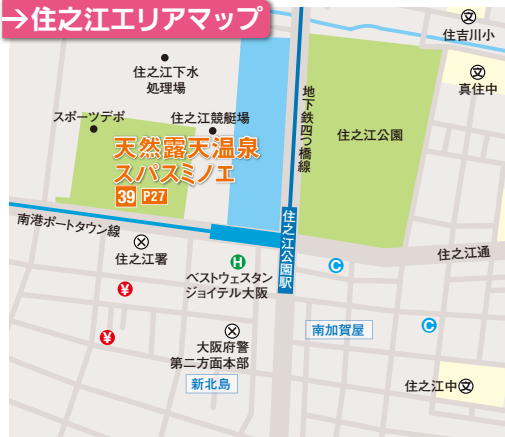 →住之江エリアマップ
住吉川小
文
真住中
文
住之江下水
処理場
スポーツデポ
住之江競艇場
地下鉄四つ橋線
住之江公園
天然露天温泉
スパスミノエ
39 P27
南港ポートタウン線
住之江公園駅
住之江署
住之江通
H
ベストウェスタン
ジョイテル大阪
C
¥
¥
大阪府警
第二方面本部
南加賀屋
C
新北島
住之江中
文